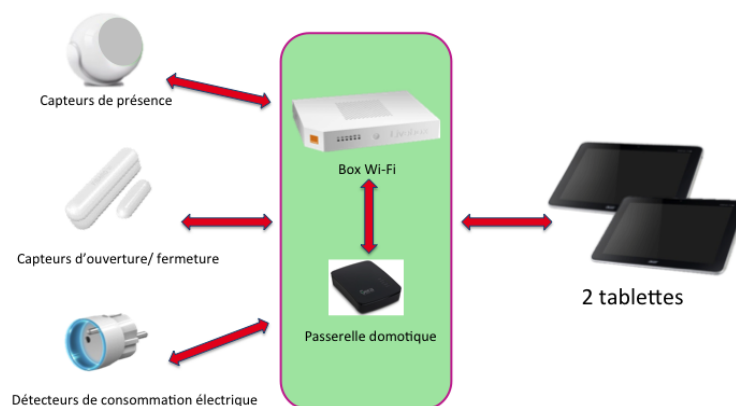 Capteurs de présence
Box Wi-Fi
Capteurs d'ouverture/ fermeture
2 tablettes
Passerelle domotique
Détecteurs de consommation électrique